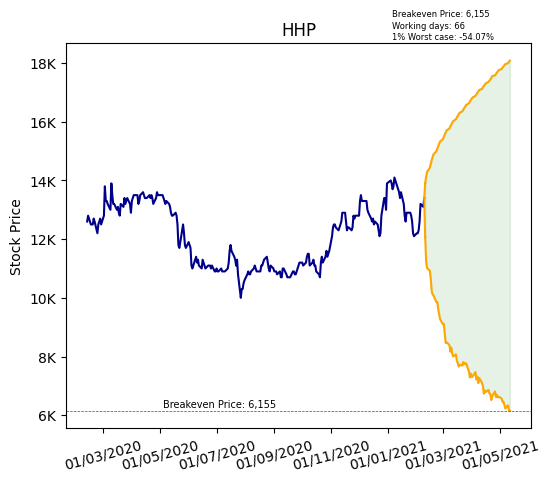 Breakeven Price: 6,155
Working days: 66
1% Worst case: -54.07%
HHP
Stock Price
18K
16K
14K
12K
10K
8K
6K
Breakeven Price: 6,155
01/03/2020
01/05/2020
01/07/2020
01/09/2020
01/11/2020
01/01/2021
01/03/2021
01/05/2021